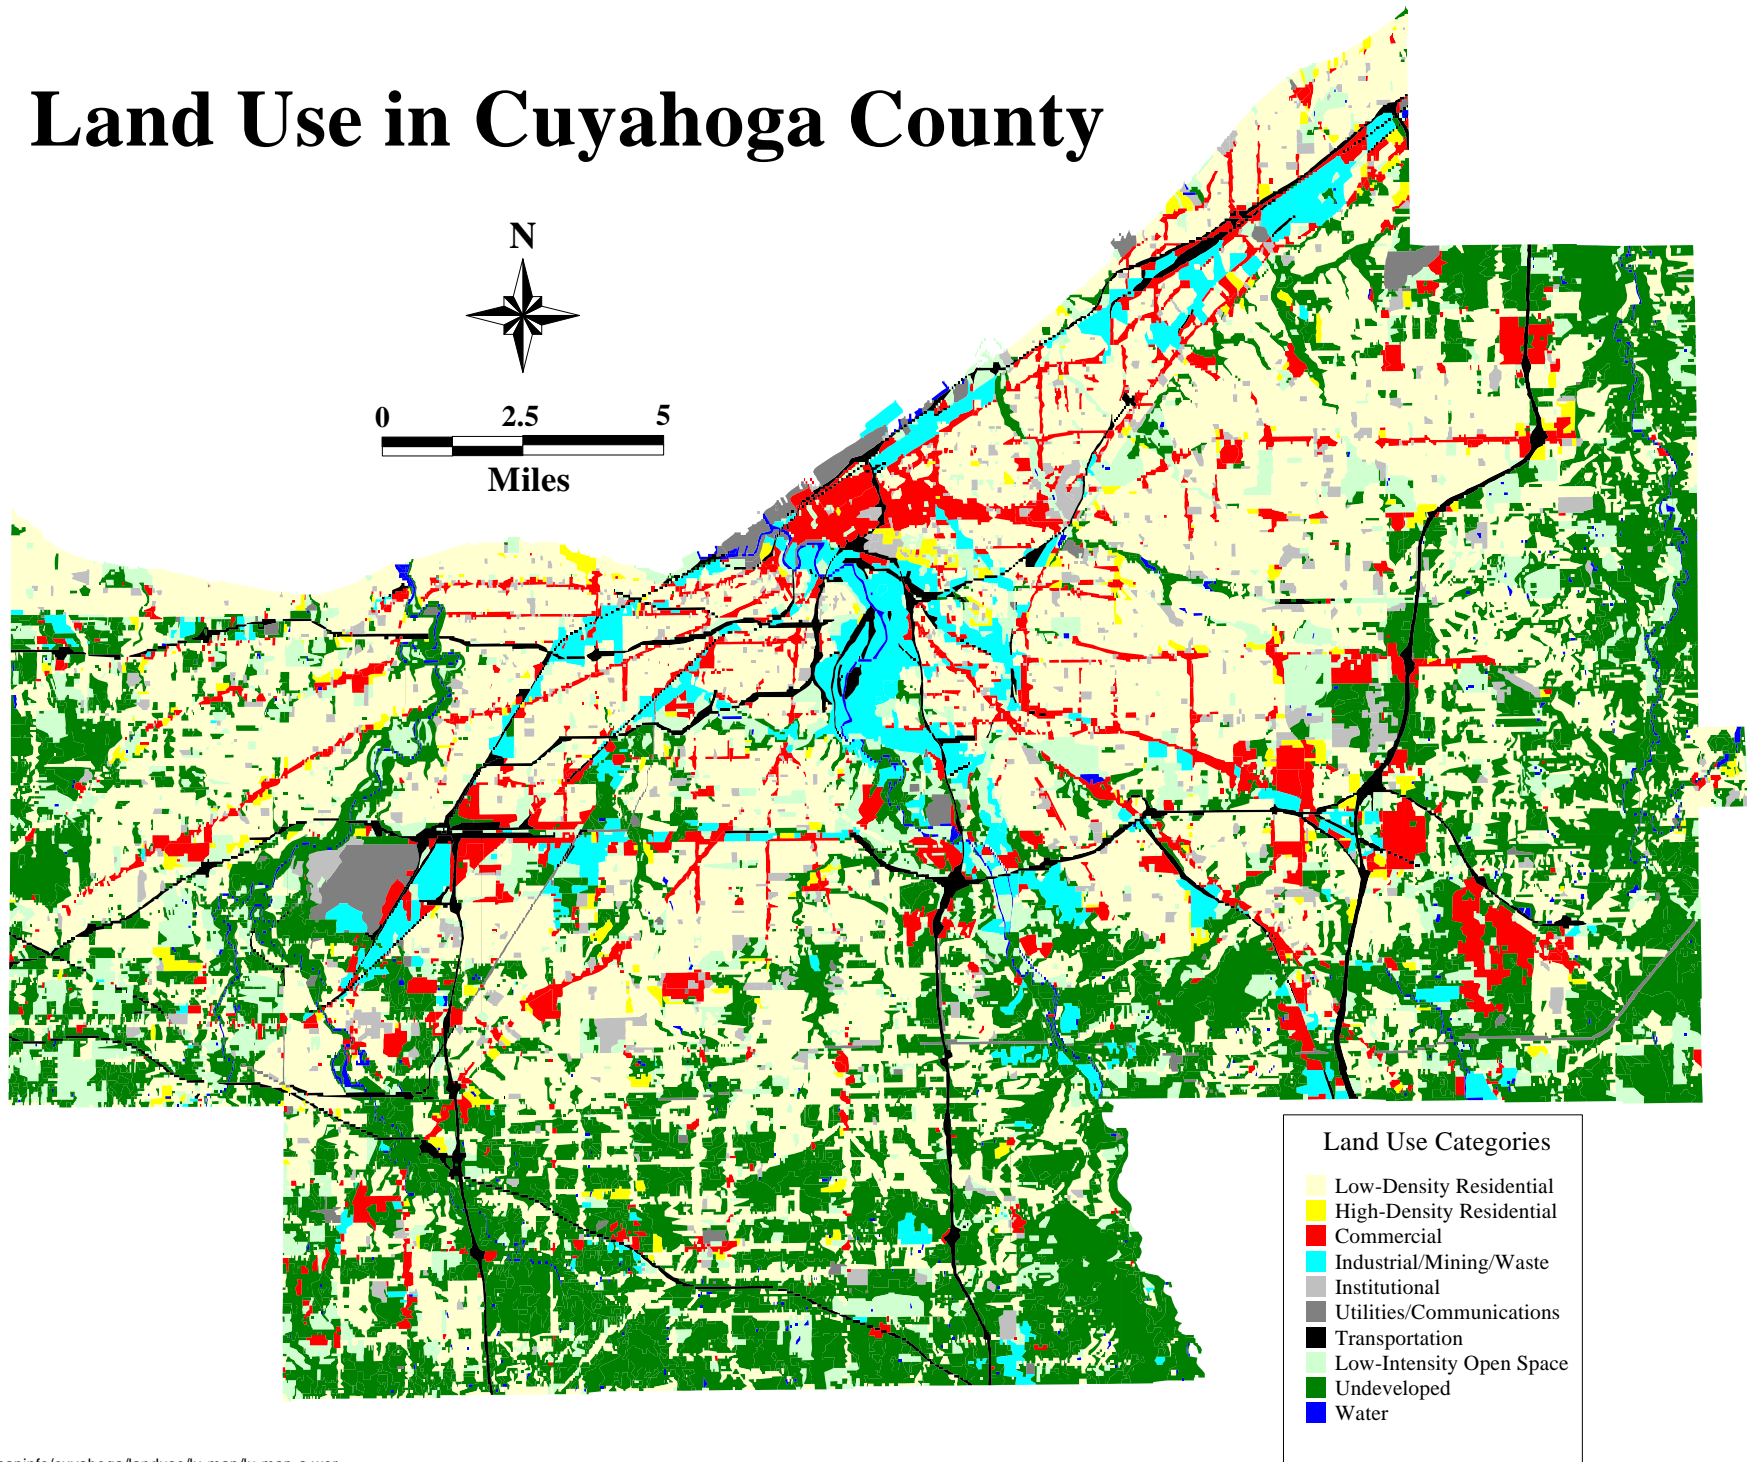 Land Use in Cuyahoga County
N
0 2.5 5
Miles
Land Use Categories
Low-Density Residential
High-Density Residential
Commercial
Industrial/Mining/Waste
Institutional
Utilities/Communications
Transportation
Low-Intensity Open Space
Undeveloped
Water